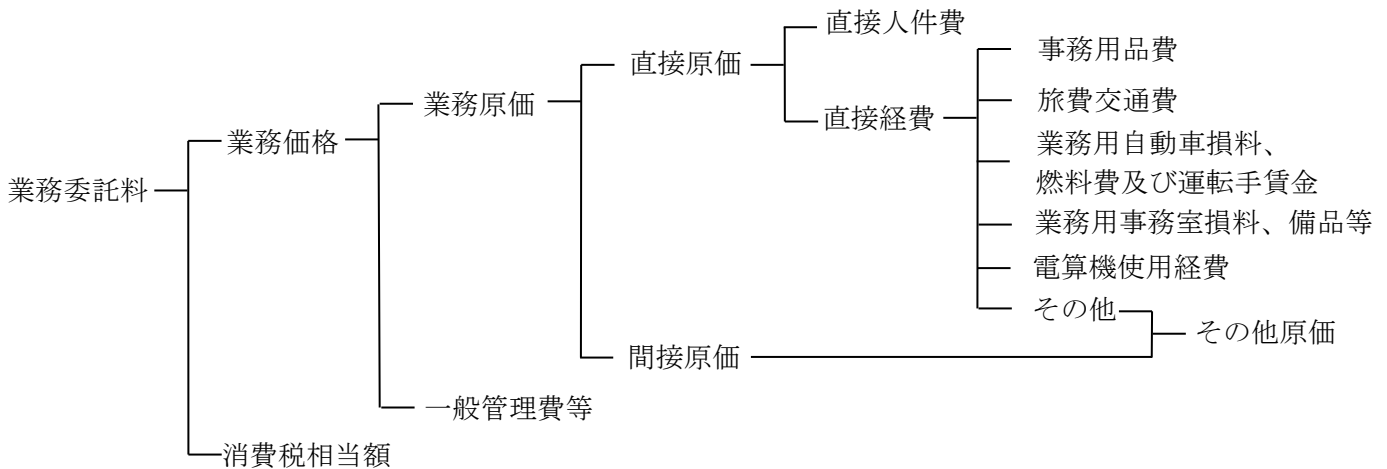 直接人件費
事務用品費
直接原価
旅費交通費
業務原価
直接経費
業務用自動車損料、
燃料費及び運転手賃金
業務価格
業務委託料
業務用事務室損料、備品等
電算機使用経費
その他
その他原価
間接原価
一般管理費等
消費税相当額